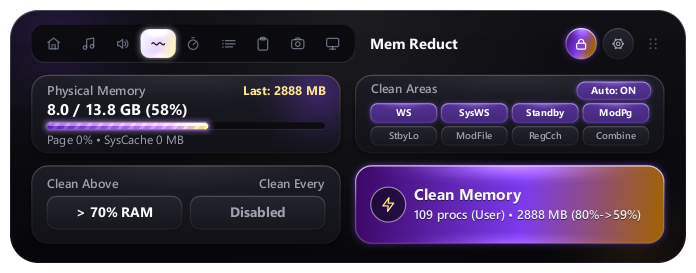 Mem Reduct
Physical Memory
Last: 2888 MB
8.0 / 13.8 GB (58%)
Page 0% • SysCache 0 MB
Clean Areas
Auto: ON
WS
SysWS
Standby
ModPg
StbyLo
ModFile
RegCch
Combine
Clean Above
Clean Every
> 70% RAM
Disabled
Clean Memory
109 procs (User) • 2888 MB (80%->59%)